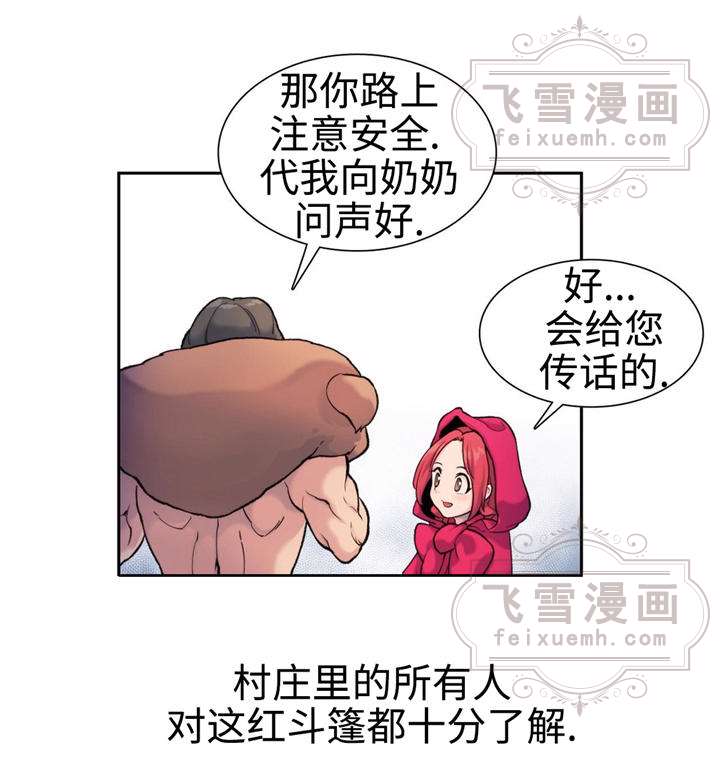 飞雪漫画
feixuemh.com
那你路上
注意安全.
代我向奶奶
问声好.
好...
会给您
传话的.
飞雪漫画
feixuemh.com
村庄里的所有人
对这红斗篷都十分了解.